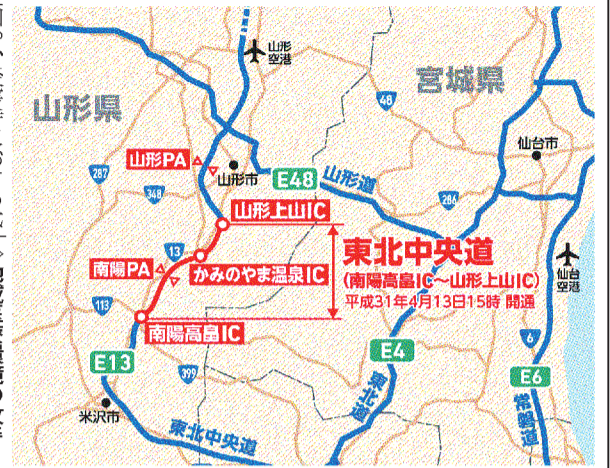 山形空港
山形県
宮城県
48
仙台市
山形PA
山形市
E48
山形道
287
348
286
山形上山IC
13
東北中央道
(南陽高畠IC〜山形上山IC)
平成31年4月13日15時 開通
仙台空港
南陽PA
かみのやま温泉IC
113
南陽高畠IC
6
E13
399
E4
E6
米沢市
東北道
常磐道
東北中央道